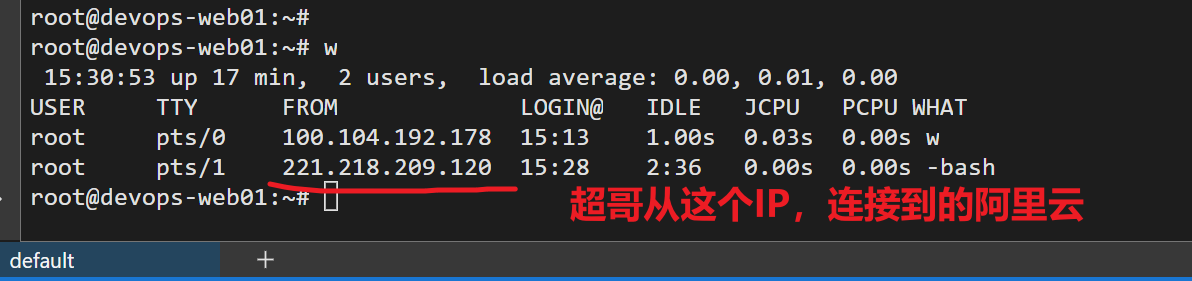 root@devops-web01:~#
root@devops-web01:~# w
 15:30:53 up 17 min,  2 users,  load average: 0.00, 0.01, 0.00
USER     TTY      FROM             LOGIN@   IDLE   JCPU   PCPU WHAT
root     pts/0    100.104.192.178  15:13    1.00s  0.03s  0.00s w
root     pts/1    221.218.209.120  15:28    2:36   0.00s  0.00s -bash
root@devops-web01:~#
超哥从这个IP，连接到的阿里云
default +